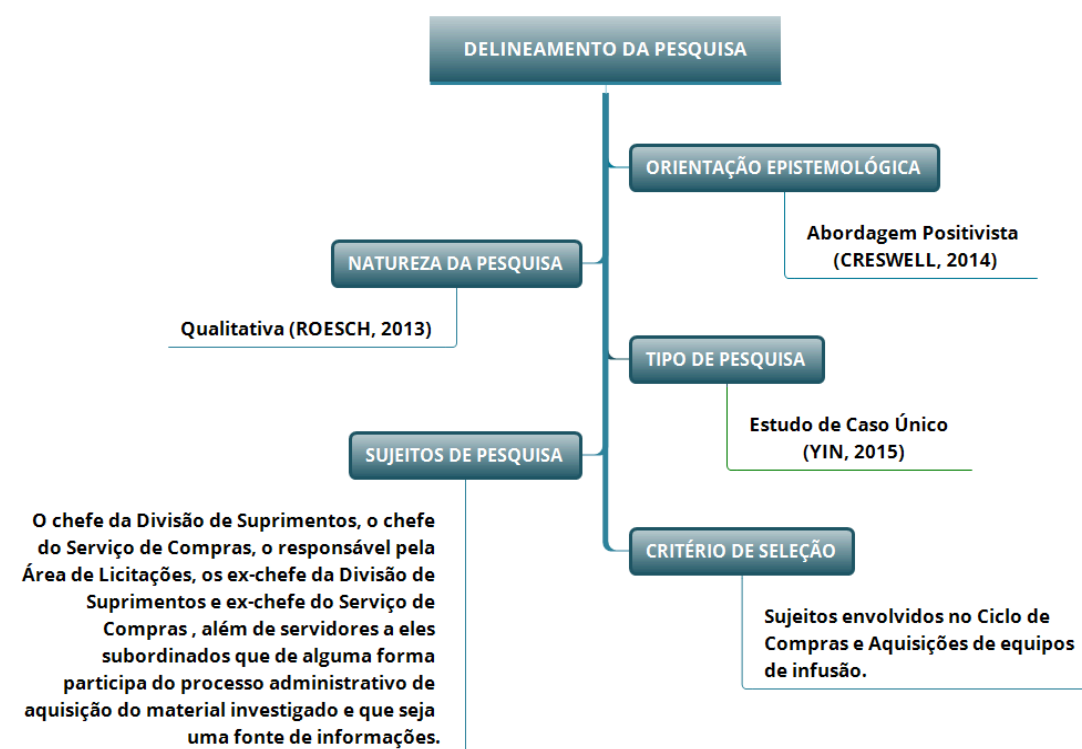 DELINEAMENTO DA PESQUISA
ORIENTAÇÃO EPISTEMOLÓGICA
Abordagem Positivista
(CRESWELL, 2014)
NATUREZA DA PESQUISA
Qualitativa (ROESCH, 2013)
TIPO DE PESQUISA
Estudo de Caso Único
(YIN, 2015)
SUJEITOS DE PESQUISA
O chefe da Divisão de Suprimentos, o chefe
do Serviço de Compras, o responsável pela
Área de Licitações, os ex-chefe da Divisão de
Suprimentos e ex-chefe do Serviço de
Compras , além de servidores a eles
subordinados que de alguma forma
participa do processo administrativo de
aquisição do material investigado e que seja
uma fonte de informações.
CRITÉRIO DE SELEÇÃO
Sujeitos envolvidos no Ciclo de
Compras e Aquisições de equipos
de infusão.